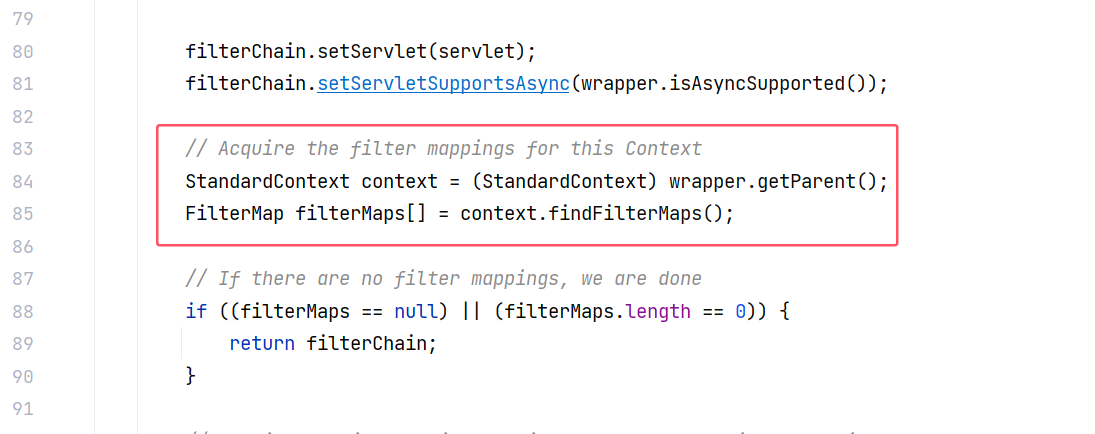 79
80 filterChain.setServlet(servlet);
81 filterChain.setServletSupportsAsync(wrapper.isAsyncSupported());
82
83 // Acquire the filter mappings for this Context
84 StandardContext context = (StandardContext) wrapper.getParent();
85 FilterMap filterMaps[] = context.findFilterMaps();
86
87 // If there are no filter mappings, we are done
88 if ((filterMaps == null) || (filterMaps.length == 0)) {
89 return filterChain;
90 }
91